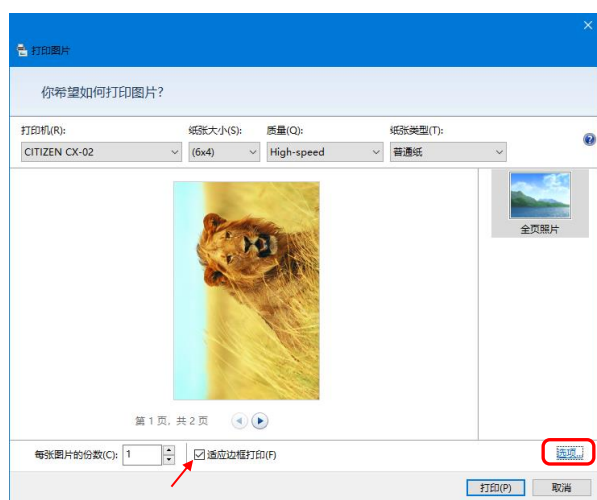 打印图片
你希望如何打印图片?
打印机(R): 纸张大小(S): 质量(Q): 纸张类型(T):
CITIZEN CX-02 (6x4) High-speed 普通纸
全页照片
第 1 页, 共 2 页
每张图片的份数(C): 1 适应边框打印(F) 选项...
打印(P) 取消